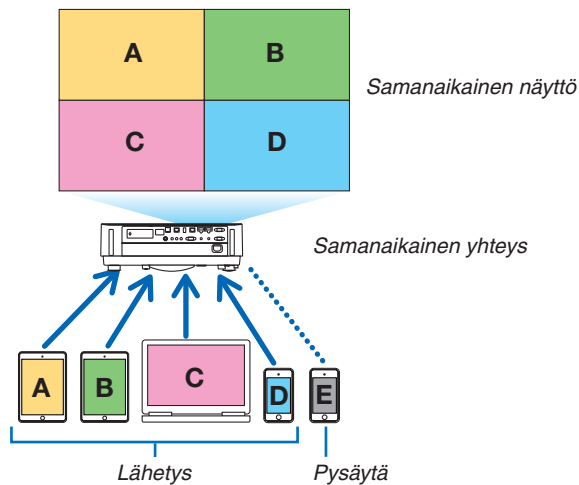 A
B
Samanaikainen näyttö
C
D
Samanaikainen yhteys
A
B
C
D
E
Lähetys
Pysäytä